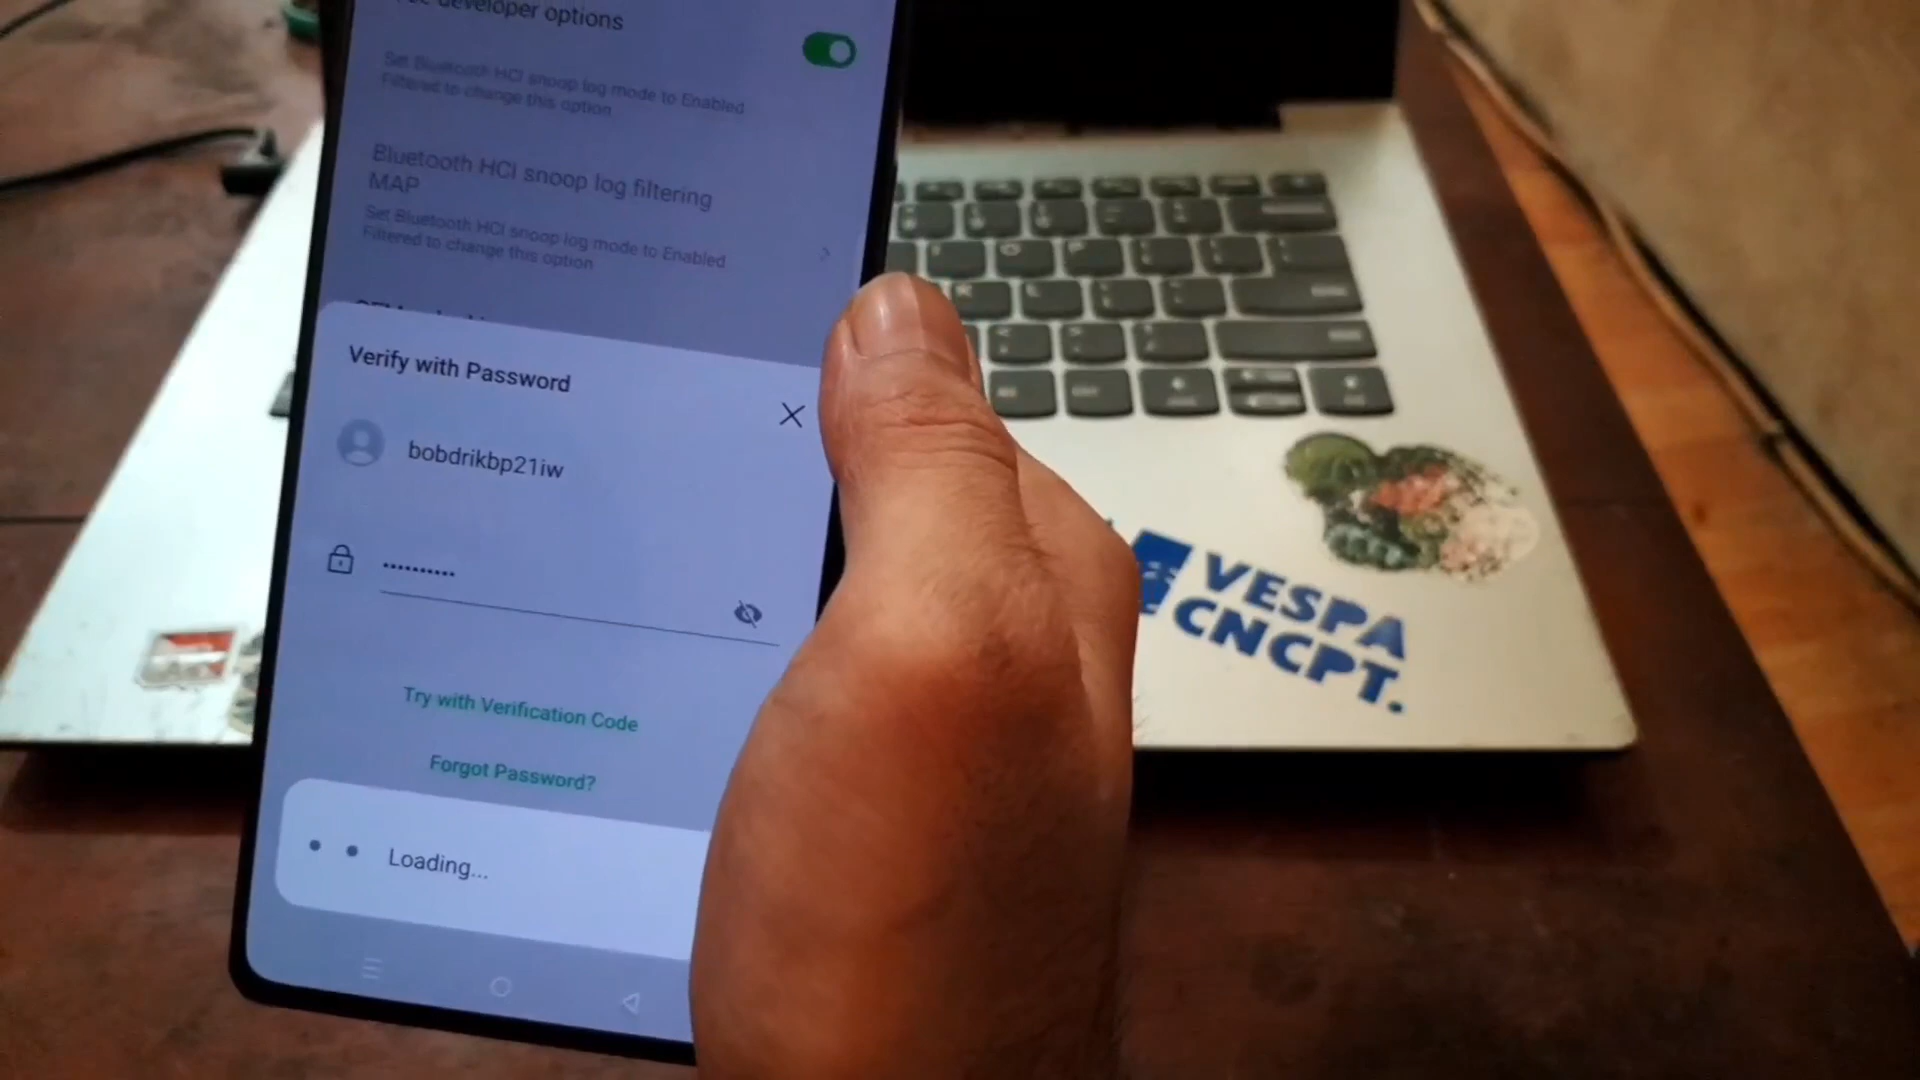 developer options
Set Bluetooth HCI snoop log mode to Enabled
Filtered to change this option
Bluetooth HCI snoop log filtering
MAP
Set Bluetooth HCI snoop log mode to Enabled
Filtered to change this option
Verify with Password
bobdrikbp21iw
••••••••••
Try with Verification Code
Forgot Password?
Loading...
VESPA
CNCPT.